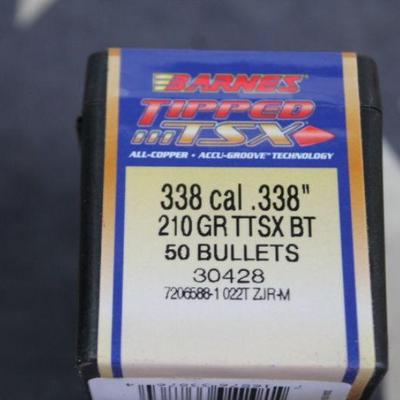 BARNES
TIPPED
TSX
ALL-COPPER • ACCU-GROOVE™ TECHNOLOGY
338 cal .338"
210 GR TTSX BT
50 BULLETS
30428
7206588-1 022T ZJR-M